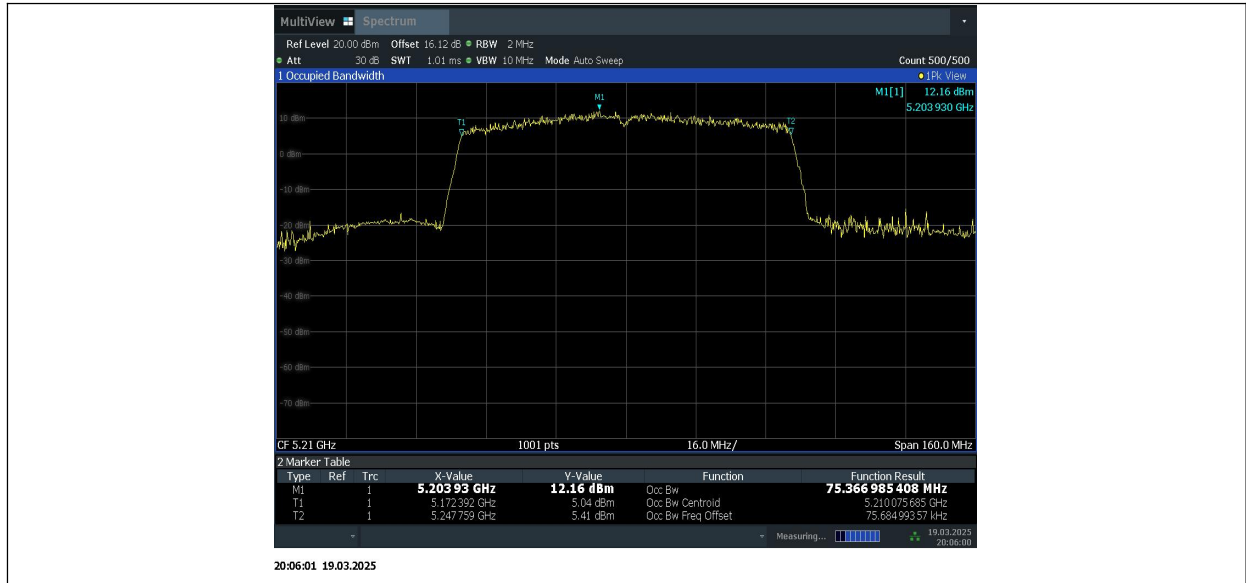 MultiView Spectrum
Ref Level 20.00 dBm Offset 16.12 dB RBW 2 MHz
Att 30 dB SWT 1.01 ms VBW 10 MHz Mode Auto Sweep Count 500/500
1 Occupied Bandwidth 1Pk View
M1[1] 12.16 dBm
5.203 930 GHz
M1
10 dBm
T1 T2
0 dBm
-10 dBm
-20 dBm
-30 dBm
-40 dBm
-50 dBm
-60 dBm
-70 dBm
CF 5.21 GHz 1001 pts 16.0 MHz/ Span 160.0 MHz
2 Marker Table
Type Ref Trc X-Value Y-Value Function Function Result
M1 1 5.203 93 GHz 12.16 dBm Occ Bw 75.366 985 408 MHz
T1 1 5.172 392 GHz 5.04 dBm Occ Bw Centroid 5.210 075 685 GHz
T2 1 5.247 759 GHz 5.41 dBm Occ Bw Freq Offset 75.684 993 57 kHz
Measuring... 19.03.2025
20:06:00
20:06:01 19.03.2025